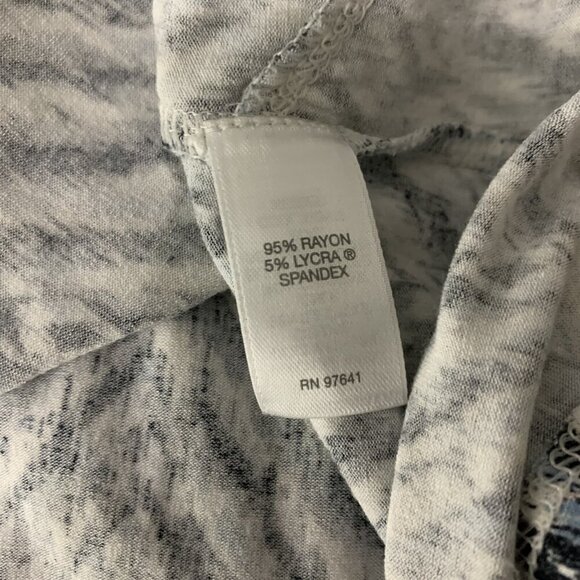 95% RAYON
5% LYCRA ®
SPANDEX
RN 97641